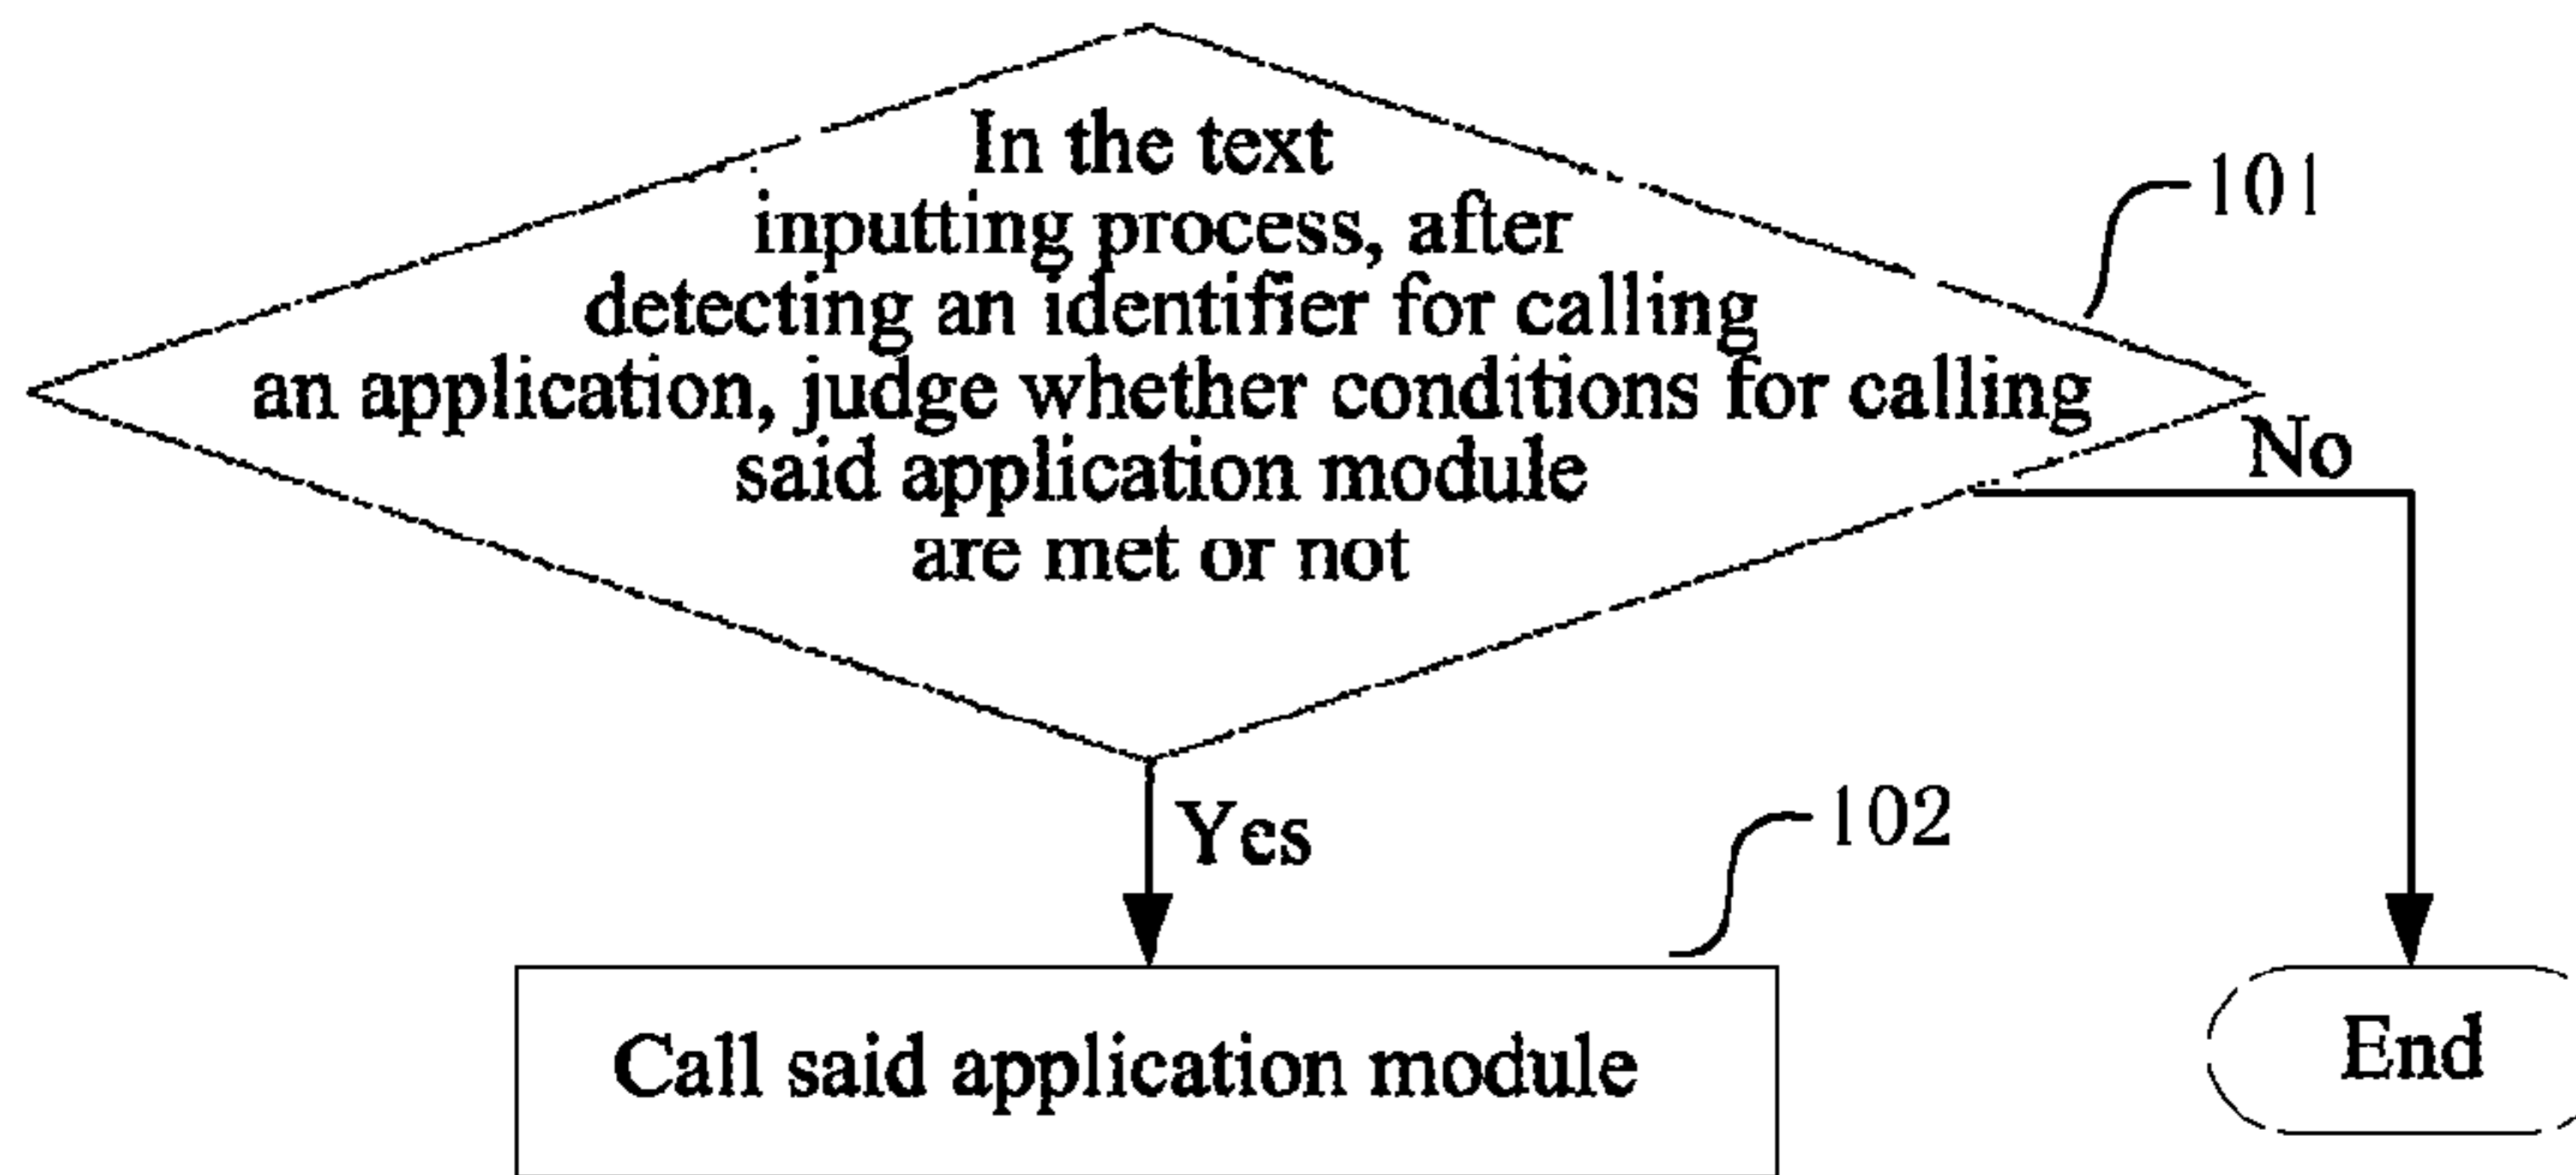 In the text
inputting process, after
detecting an identifier for calling
an application, judge whether conditions for calling
said application module
are met or not
101
No
Yes
102
Call said application module
End